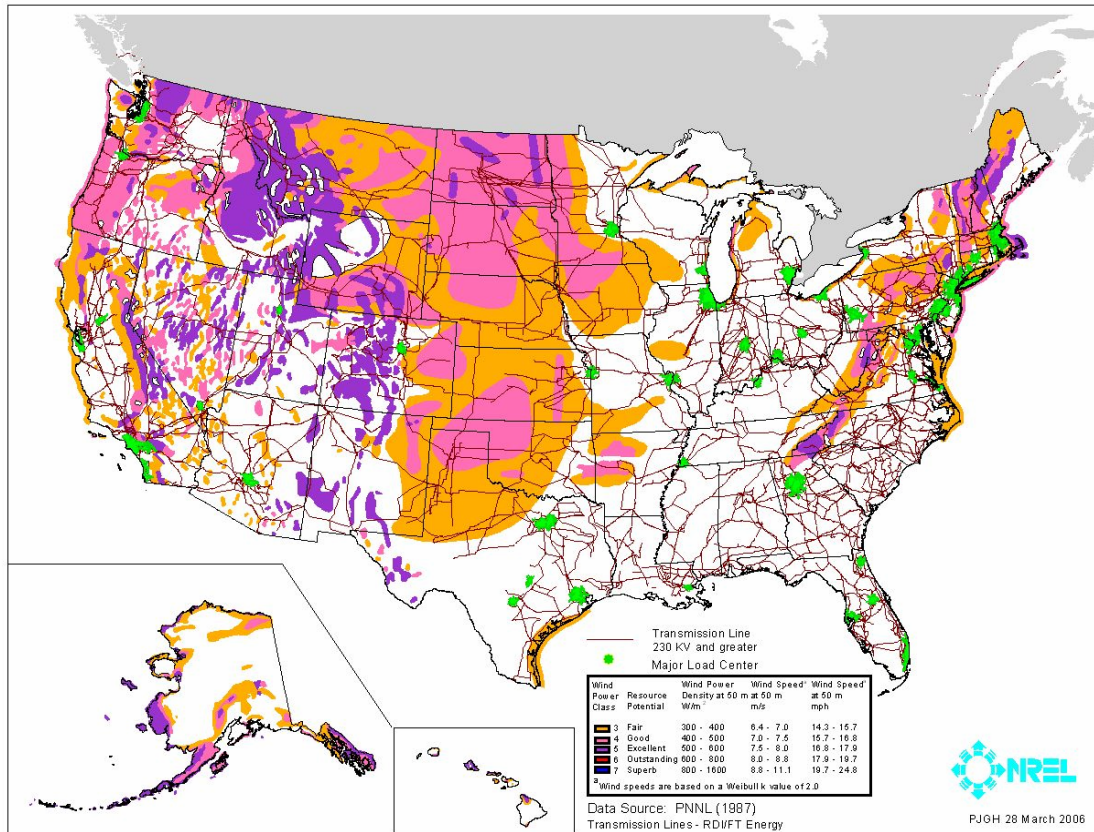 Transmission Line
230 KV and greater
Major Load Center
Wind Power Class Resource Potential Wind Power Density at 50 m W/m² Wind Speedᵃ at 50 m m/s Wind Speedᵃ at 50 m mph
3 Fair 300 - 400 6.4 - 7.0 14.3 - 15.7
4 Good 400 - 500 7.0 - 7.5 15.7 - 16.8
5 Excellent 500 - 600 7.5 - 8.0 16.8 - 17.9
6 Outstanding 600 - 800 8.0 - 8.8 17.9 - 19.7
7 Superb 800 - 1600 8.8 - 11.1 19.7 - 24.8
ᵃ Wind speeds are based on a Weibull k value of 2.0
Data Source: PNNL (1987)
Transmission Lines - RDI/FT Energy
NREL
PJGH 28 March 2006